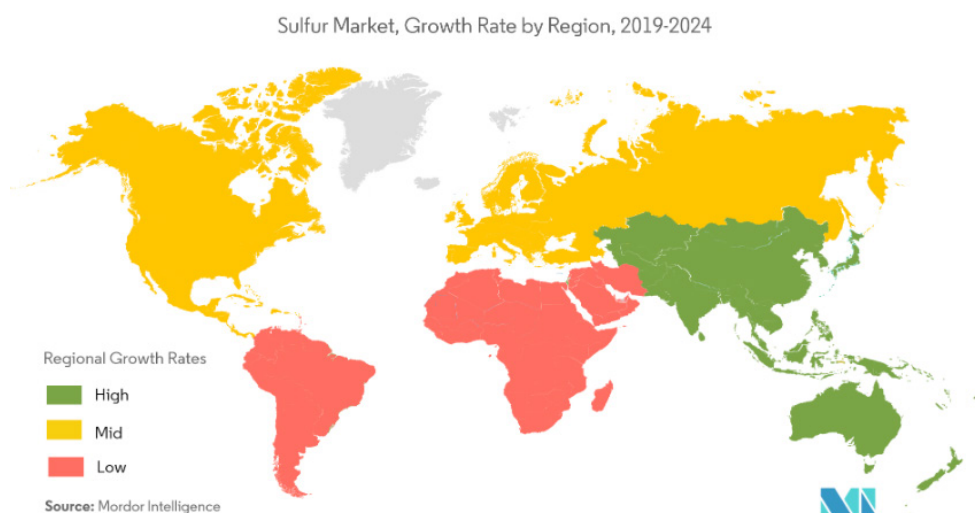 Sulfur Market, Growth Rate by Region, 2019-2024
Regional Growth Rates
High
Mid
Low
Source: Mordor Intelligence